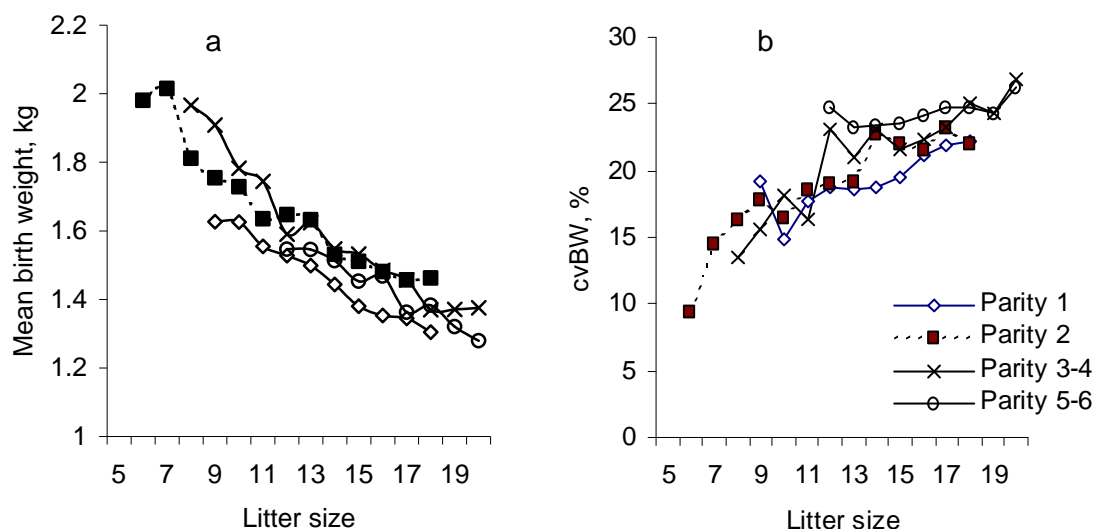 a
Mean birth weight, kg
2.2
2
1.8
1.6
1.4
1.2
1
5 7 9 11 13 15 17 19
Litter size
b
cvBW, %
30
25
20
15
10
5
0
5 7 9 11 13 15 17 19
Litter size
Parity 1
Parity 2
Parity 3-4
Parity 5-6